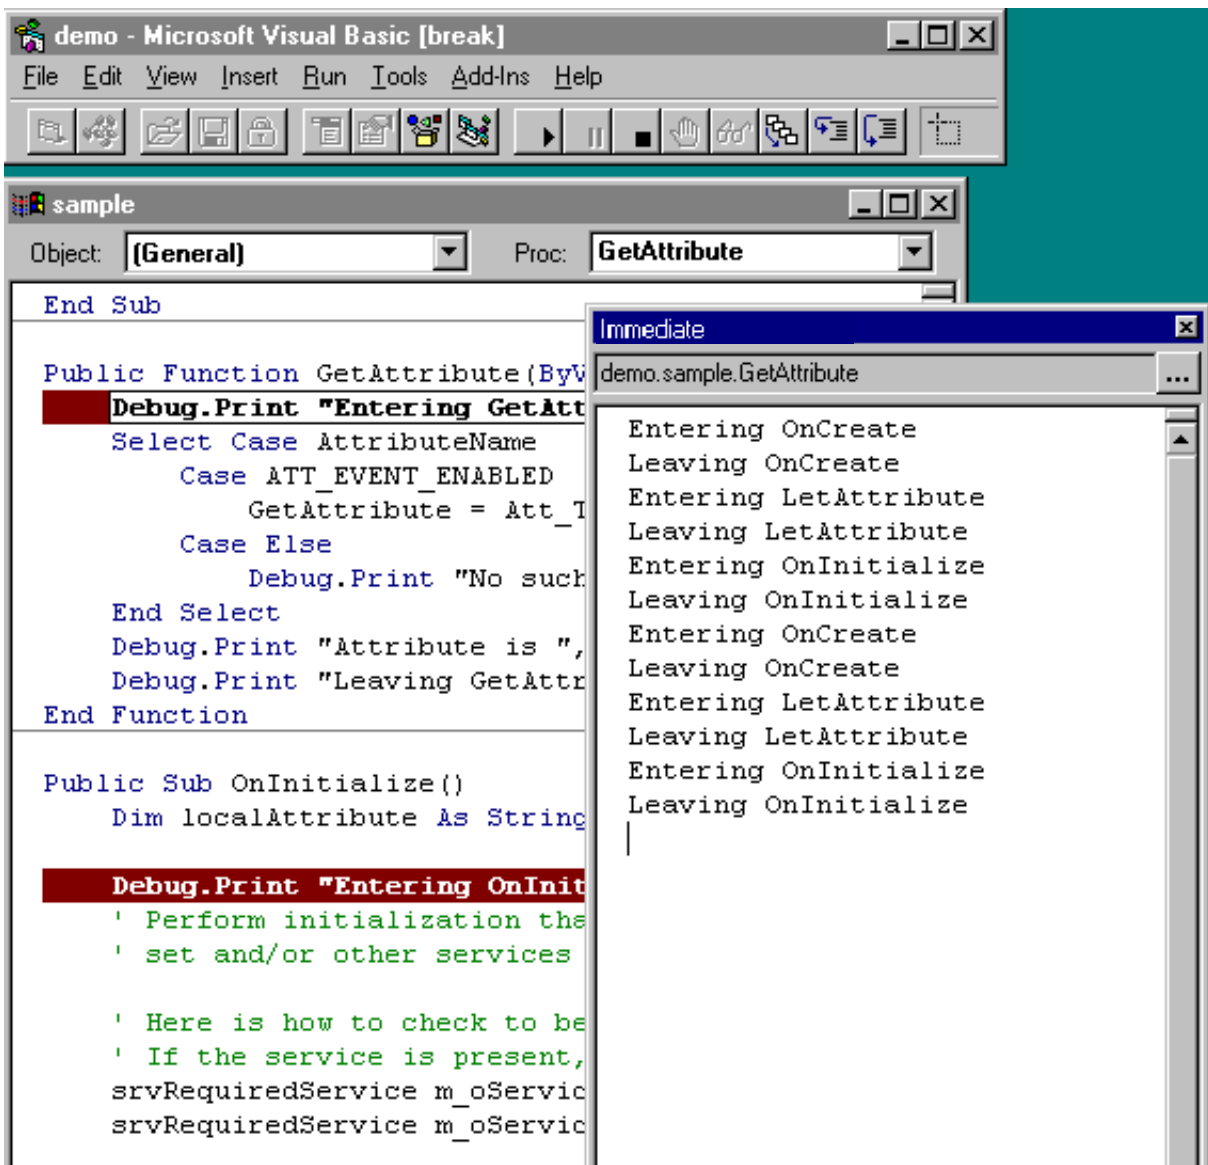 demo - Microsoft Visual Basic [break]
File Edit View Insert Run Tools Add-Ins Help
sample
Object: (General) Proc: GetAttribute
End Sub
Public Function GetAttribute(ByV
Debug.Print "Entering GetAtt
Select Case AttributeName
Case ATT_EVENT_ENABLED
GetAttribute = Att_T
Case Else
Debug.Print "No such
End Select
Debug.Print "Attribute is ",
Debug.Print "Leaving GetAttr
End Function
Public Sub OnInitialize()
Dim localAttribute As String
Debug.Print "Entering OnInit
' Perform initialization tha
' set and/or other services
' Here is how to check to be
' If the service is present,
srvRequiredService m_oServic
srvRequiredService m_oServic
Immediate
demo.sample.GetAttribute
...
Entering OnCreate
Leaving OnCreate
Entering LetAttribute
Leaving LetAttribute
Entering OnInitialize
Leaving OnInitialize
Entering OnCreate
Leaving OnCreate
Entering LetAttribute
Leaving LetAttribute
Entering OnInitialize
Leaving OnInitialize